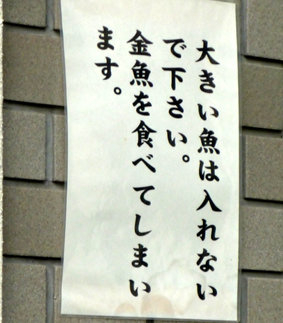 大きい魚は入れない
で下さい。
金魚を食べてしまい
ます。